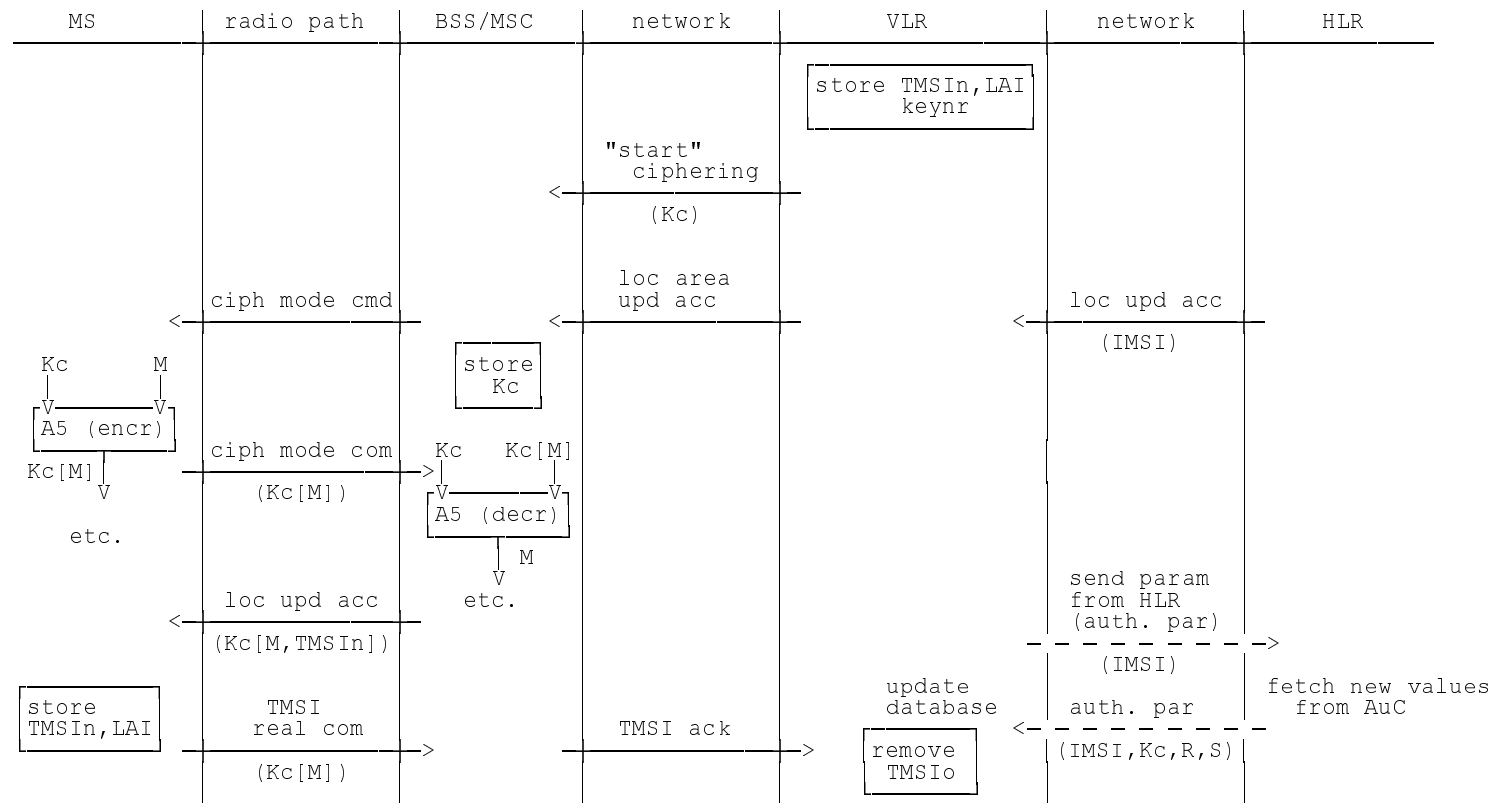 MS radio path BSS/MSC network VLR network HLR
store TMSIn,LAI
keynr
"start"
ciphering
(Kc)
loc area
ciph mode cmd upd acc loc upd acc
< < <
(IMSI)
Kc M store
Kc
V V
A5 (encr)
ciph mode com Kc Kc[M]
Kc[M] >
V (Kc[M]) V V
A5 (decr)
etc.
M
V
send param
loc upd acc etc. from HLR
< (auth. par)
(Kc[M,TMSIn]) >
(IMSI)
update fetch new values
store TMSI database auth. par from AuC
TMSIn,LAI real com TMSI ack <
> > remove (IMSI,Kc,R,S)
(Kc[M]) TMSIo